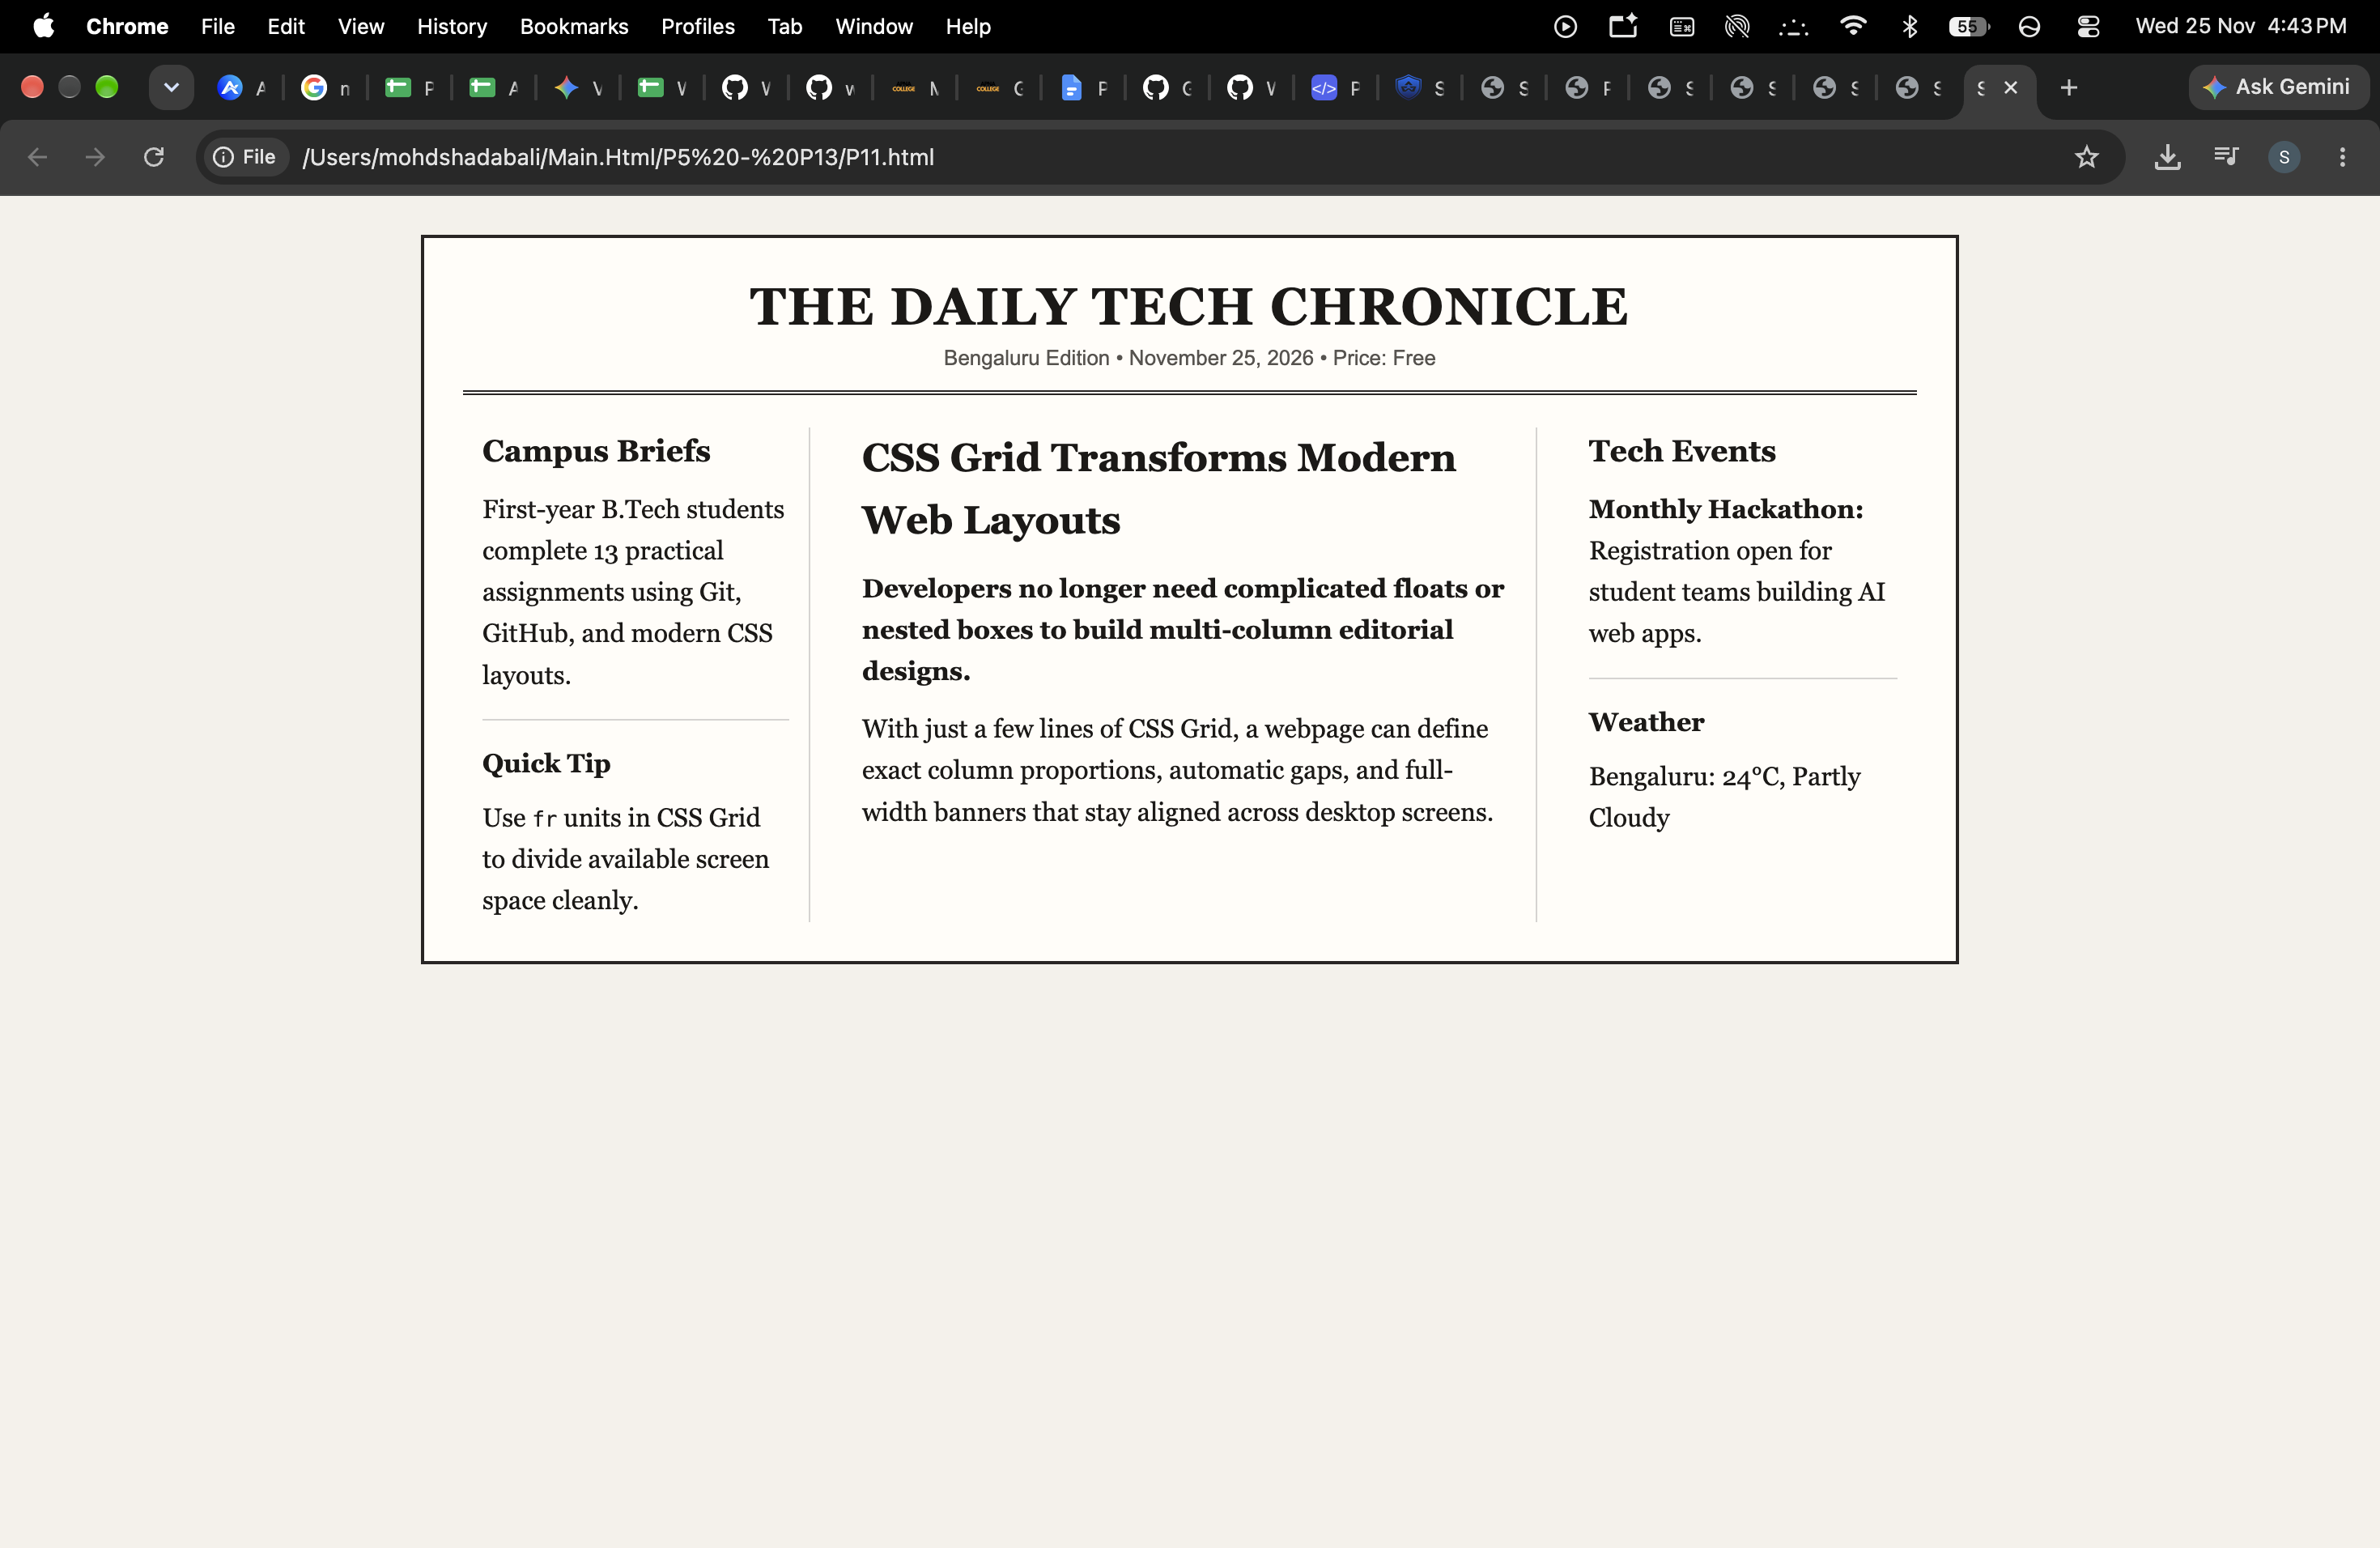 Chrome File Edit View History Bookmarks Profiles Tab Window Help
55 Wed 25 Nov 4:43 PM
Ask Gemini
File /Users/mohdshadabali/Main.Html/P5%20-%20P13/P11.html
S
THE DAILY TECH CHRONICLE
Bengaluru Edition • November 25, 2026 • Price: Free
Campus Briefs
First-year B.Tech students
complete 13 practical
assignments using Git,
GitHub, and modern CSS
layouts.
Quick Tip
Use fr units in CSS Grid
to divide available screen
space cleanly.
CSS Grid Transforms Modern
Web Layouts
Developers no longer need complicated floats or
nested boxes to build multi-column editorial
designs.
With just a few lines of CSS Grid, a webpage can define
exact column proportions, automatic gaps, and full-
width banners that stay aligned across desktop screens.
Tech Events
Monthly Hackathon:
Registration open for
student teams building AI
web apps.
Weather
Bengaluru: 24°C, Partly
Cloudy